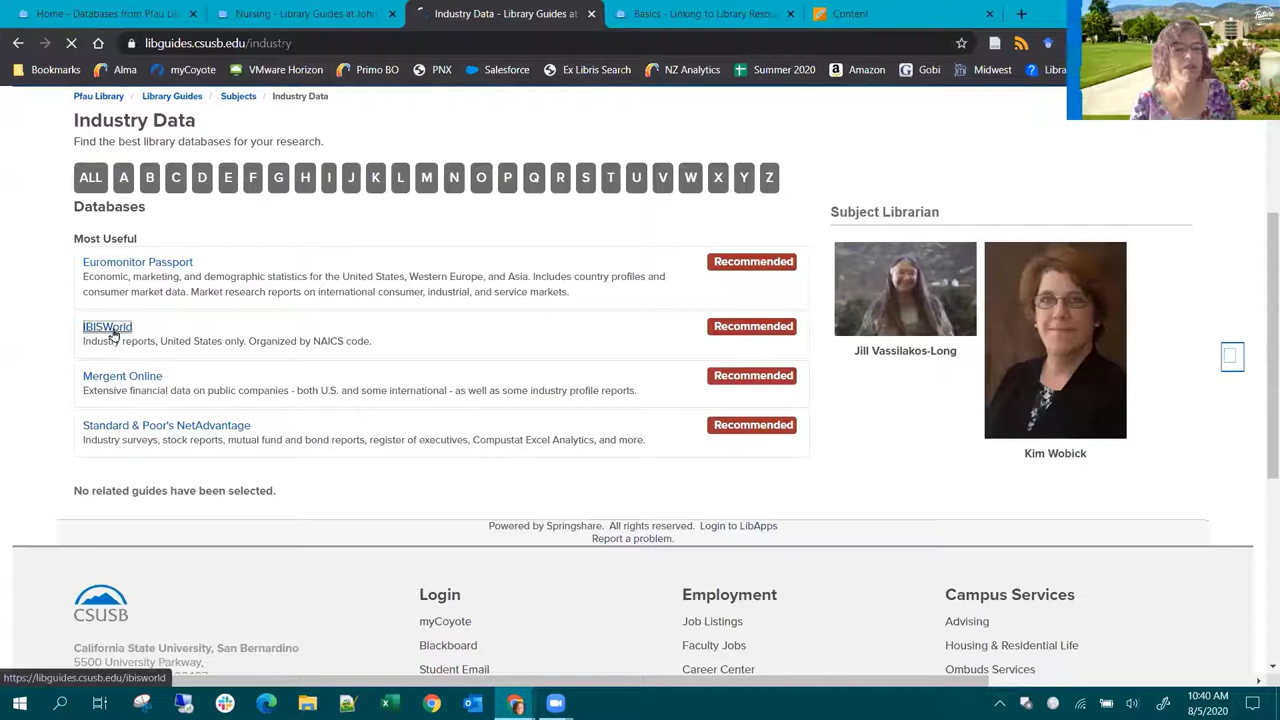 Home - Databases from Pfau Li
Nursing - Library Guides at Joh
Industry Data - Library Guides at
Basics - Linking to Library Resou
Content
libguides.csusb.edu/industry
Bookmarks
Alma
myCoyote
VMware Horizon
Primo BO
PNX
Salesforce
Ex Libris Search
NZ Analytics
Summer 2020
Amazon
Gobi
Midwest
Libra
Pfau Library / Library Guides / Subjects / Industry Data
Industry Data
Find the best library databases for your research.
ALL A B C D E F G H I J K L M N O P Q R S T U V W X Y Z
Databases
Subject Librarian
Most Useful
Euromonitor Passport
Recommended
Economic, marketing, and demographic statistics for the United States, Western Europe, and Asia. Includes country profiles and
consumer market data. Market research reports on international consumer, industrial, and service markets.
IBISWorld
Recommended
Industry reports, United States only. Organized by NAICS code.
Jill Vassilakos-Long
Mergent Online
Recommended
Extensive financial data on public companies - both U.S. and some international - as well as some industry profile reports.
Standard & Poor's NetAdvantage
Recommended
Industry surveys, stock reports, mutual fund and bond reports, register of executives, Compustat Excel Analytics, and more.
Kim Wobick
No related guides have been selected.
Powered by Springshare. All rights reserved. Login to LibApps
Report a problem.
CSUSB
California State University, San Bernardino
5500 University Parkway,
Login
myCoyote
Blackboard
Student Email
Employment
Job Listings
Faculty Jobs
Career Center
Campus Services
Advising
Housing & Residential Life
Ombuds Services
https://libguides.csusb.edu/ibisworld
10:40 AM
8/5/2020